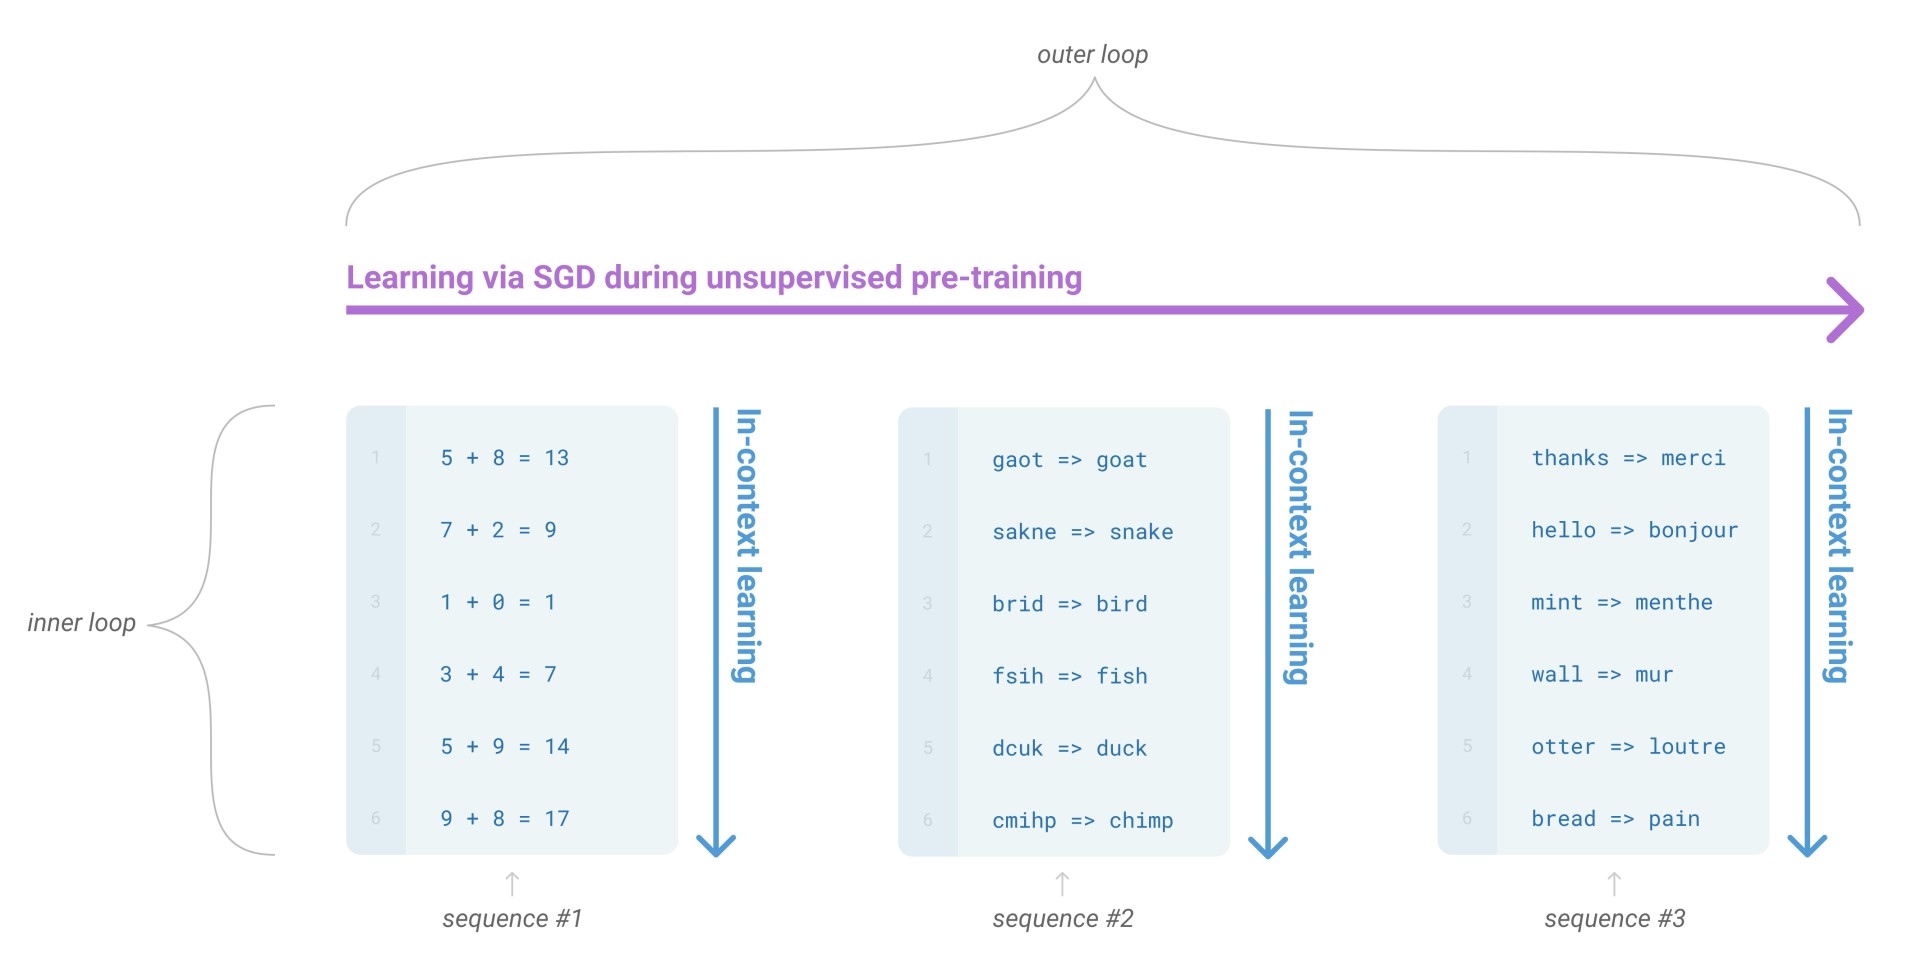 outer loop
Learning via SGD during unsupervised pre-training
inner loop
1 5 + 8 = 13
2 7 + 2 = 9
3 1 + 0 = 1
4 3 + 4 = 7
5 5 + 9 = 14
6 9 + 8 = 17
In-context learning
sequence #1
1 gaot => goat
2 sakne => snake
3 brid => bird
4 fsih => fish
5 dcuk => duck
6 cmihp => chimp
In-context learning
sequence #2
1 thanks => merci
2 hello => bonjour
3 mint => menthe
4 wall => mur
5 otter => loutre
6 bread => pain
In-context learning
sequence #3